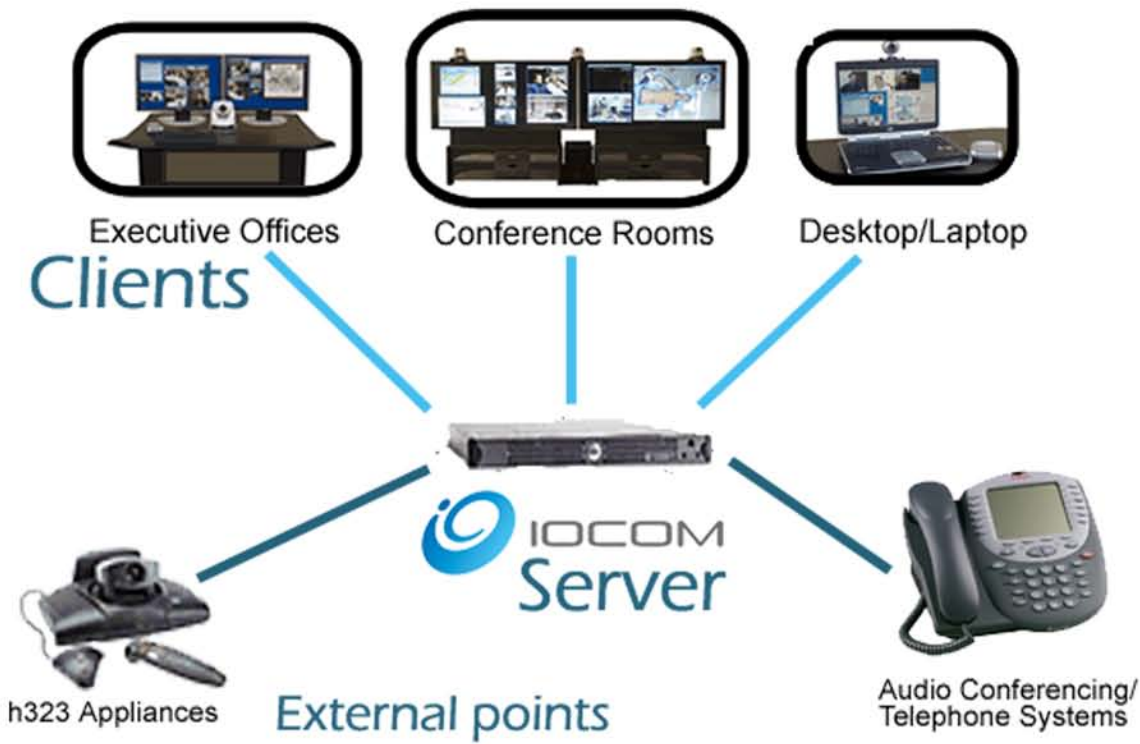 Executive Offices
Conference Rooms
Desktop/Laptop
Clients
IOCOM
Server
h323 Appliances
External points
Audio Conferencing/
Telephone Systems